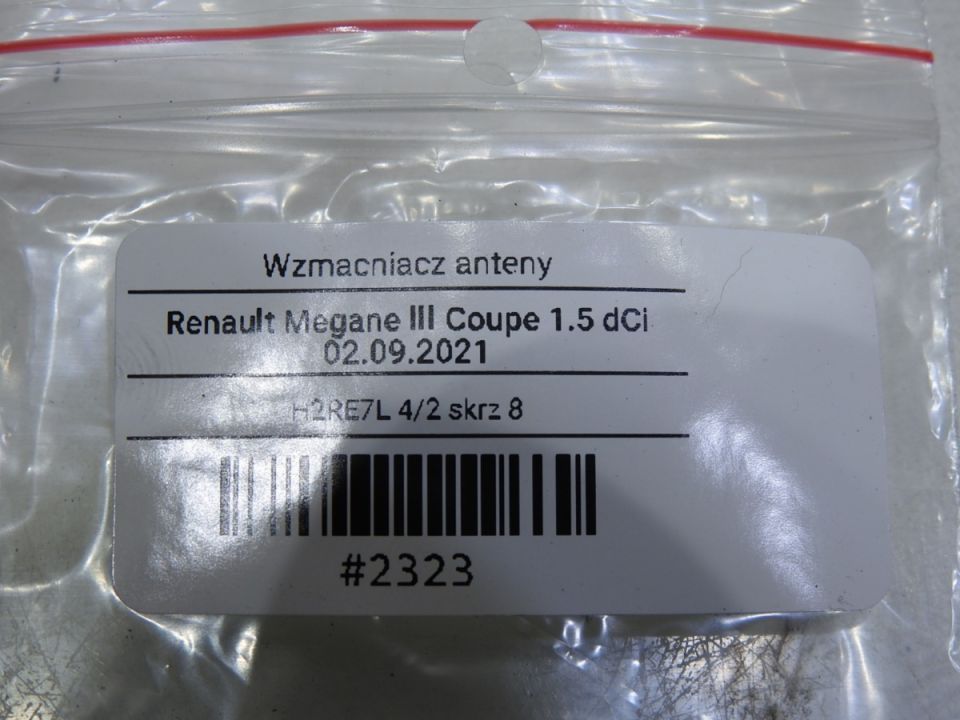 Wzmacniacz anteny
Renault Megane III Coupe 1.5 dCi
02.09.2021
H2RE7L 4/2 skrz 8
#2323